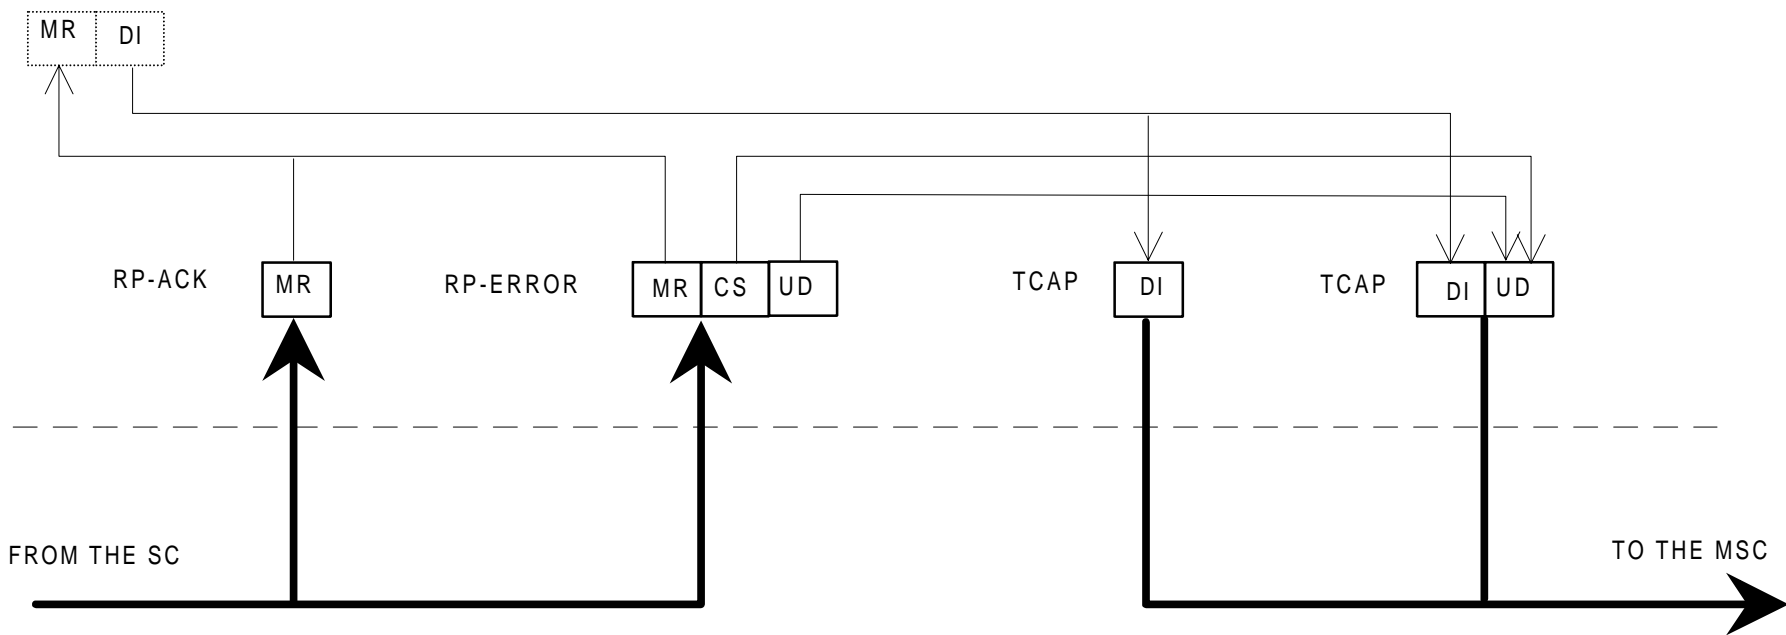 MR DI
RP-ACK MR RP-ERROR MR CS UD TCAP DI TCAP DI UD
FROM THE SC
TO THE MSC